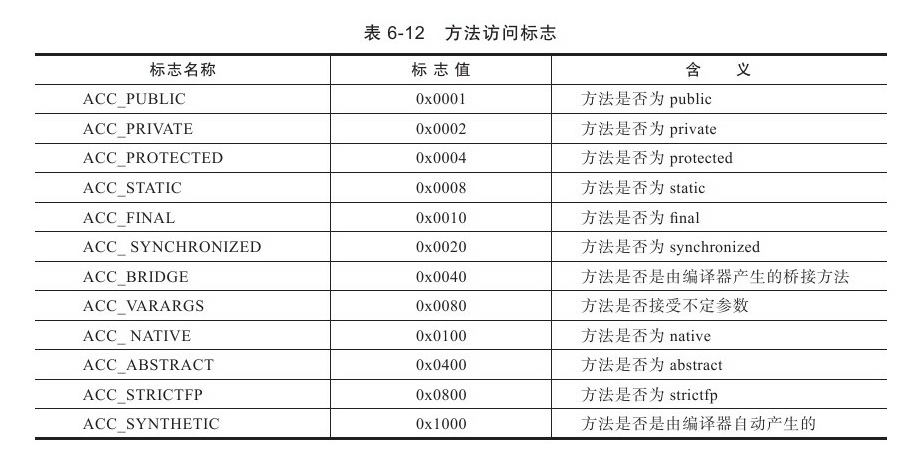 表 6-12 方法访问标志
标志名称 标 志 值 含 义
ACC_PUBLIC 0x0001 方法是否为 public
ACC_PRIVATE 0x0002 方法是否为 private
ACC_PROTECTED 0x0004 方法是否为 protected
ACC_STATIC 0x0008 方法是否为 static
ACC_FINAL 0x0010 方法是否为 final
ACC_ SYNCHRONIZED 0x0020 方法是否为 synchronized
ACC_BRIDGE 0x0040 方法是否是由编译器产生的桥接方法
ACC_VARARGS 0x0080 方法是否接受不定参数
ACC_ NATIVE 0x0100 方法是否为 native
ACC_ABSTRACT 0x0400 方法是否为 abstract
ACC_STRICTFP 0x0800 方法是否为 strictfp
ACC_SYNTHETIC 0x1000 方法是否是由编译器自动产生的